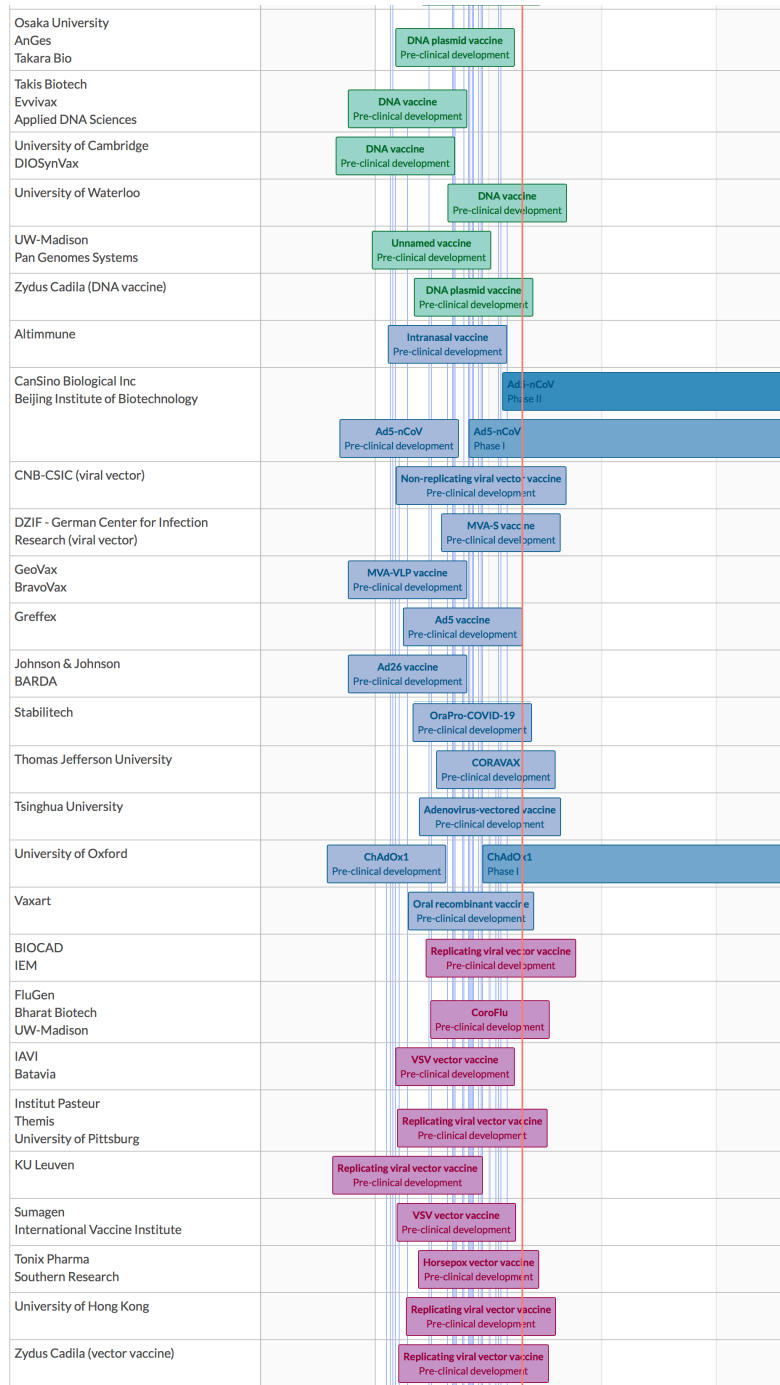 Osaka University
AnGes
Takara Bio
DNA plasmid vaccine
Pre-clinical development
Takis Biotech
Evvivax
Applied DNA Sciences
DNA vaccine
Pre-clinical development
University of Cambridge
DIOSynVax
DNA vaccine
Pre-clinical development
University of Waterloo
DNA vaccine
Pre-clinical development
UW-Madison
Pan Genomes Systems
Unnamed vaccine
Pre-clinical development
Zydus Cadila (DNA vaccine)
DNA plasmid vaccine
Pre-clinical development
Altimmune
Intranasal vaccine
Pre-clinical development
CanSino Biological Inc
Beijing Institute of Biotechnology
Ad5-nCoV
Phase II
Ad5-nCoV
Pre-clinical development
Ad5-nCoV
Phase I
CNB-CSIC (viral vector)
Non-replicating viral vector vaccine
Pre-clinical development
DZIF - German Center for Infection
Research (viral vector)
MVA-S vaccine
Pre-clinical development
GeoVax
BravoVax
MVA-VLP vaccine
Pre-clinical development
Greffex
Ad5 vaccine
Pre-clinical development
Johnson & Johnson
BARDA
Ad26 vaccine
Pre-clinical development
Stabilitech
OraPro-COVID-19
Pre-clinical development
Thomas Jefferson University
CORAVAX
Pre-clinical development
Tsinghua University
Adenovirus-vectored vaccine
Pre-clinical development
University of Oxford
ChAdOx1
Pre-clinical development
ChAdOx1
Phase I
Vaxart
Oral recombinant vaccine
Pre-clinical development
BIOCAD
IEM
Replicating viral vector vaccine
Pre-clinical development
FluGen
Bharat Biotech
UW-Madison
CoroFlu
Pre-clinical development
IAVI
Batavia
VSV vector vaccine
Pre-clinical development
Institut Pasteur
Themis
University of Pittsburg
Replicating viral vector vaccine
Pre-clinical development
KU Leuven
Replicating viral vector vaccine
Pre-clinical development
Sumagen
International Vaccine Institute
VSV vector vaccine
Pre-clinical development
Tonix Pharma
Southern Research
Horsepox vector vaccine
Pre-clinical development
University of Hong Kong
Replicating viral vector vaccine
Pre-clinical development
Zydus Cadila (vector vaccine)
Replicating viral vector vaccine
Pre-clinical development